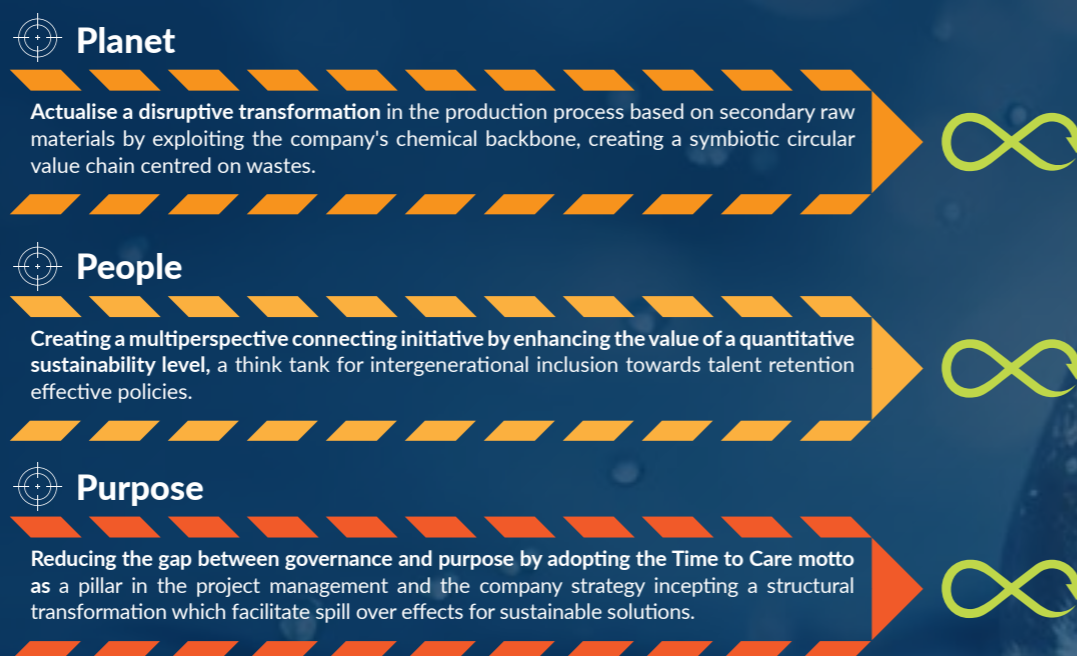 Planet
Actualise a disruptive transformation in the production process based on secondary raw
materials by exploiting the company's chemical backbone, creating a symbiotic circular
value chain centred on wastes.
People
Creating a multiperspective connecting initiative by enhancing the value of a quantitative
sustainability level, a think tank for intergenerational inclusion towards talent retention
effective policies.
Purpose
Reducing the gap between governance and purpose by adopting the Time to Care motto
as a pillar in the project management and the company strategy incepting a structural
transformation which facilitate spill over effects for sustainable solutions.